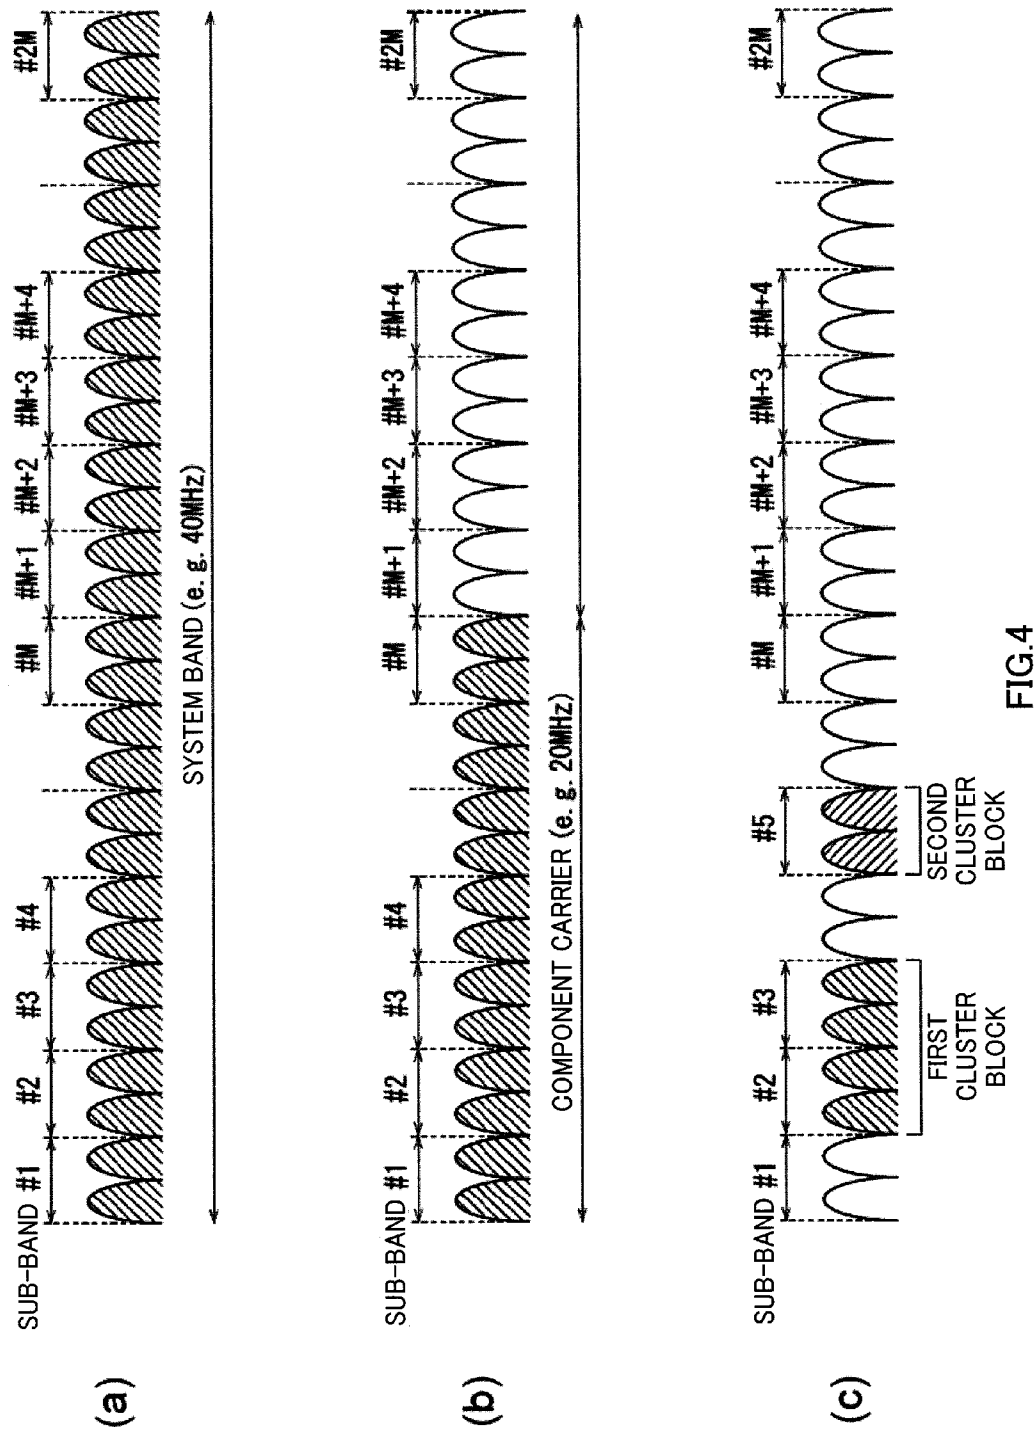 (a)
SUB-BAND #1 #2 #3 #4 #M #M+1 #M+2 #M+3 #M+4 #2M
SYSTEM BAND (e. g. 40MHz)
(b)
SUB-BAND #1 #2 #3 #4 #M #M+1 #M+2 #M+3 #M+4 #2M
COMPONENT CARRIER (e. g. 20MHz)
(c)
SUB-BAND #1 #2 #3 #5 #M #M+1 #M+2 #M+3 #M+4 #2M
FIRST
CLUSTER
BLOCK
SECOND
CLUSTER
BLOCK
FIG.4